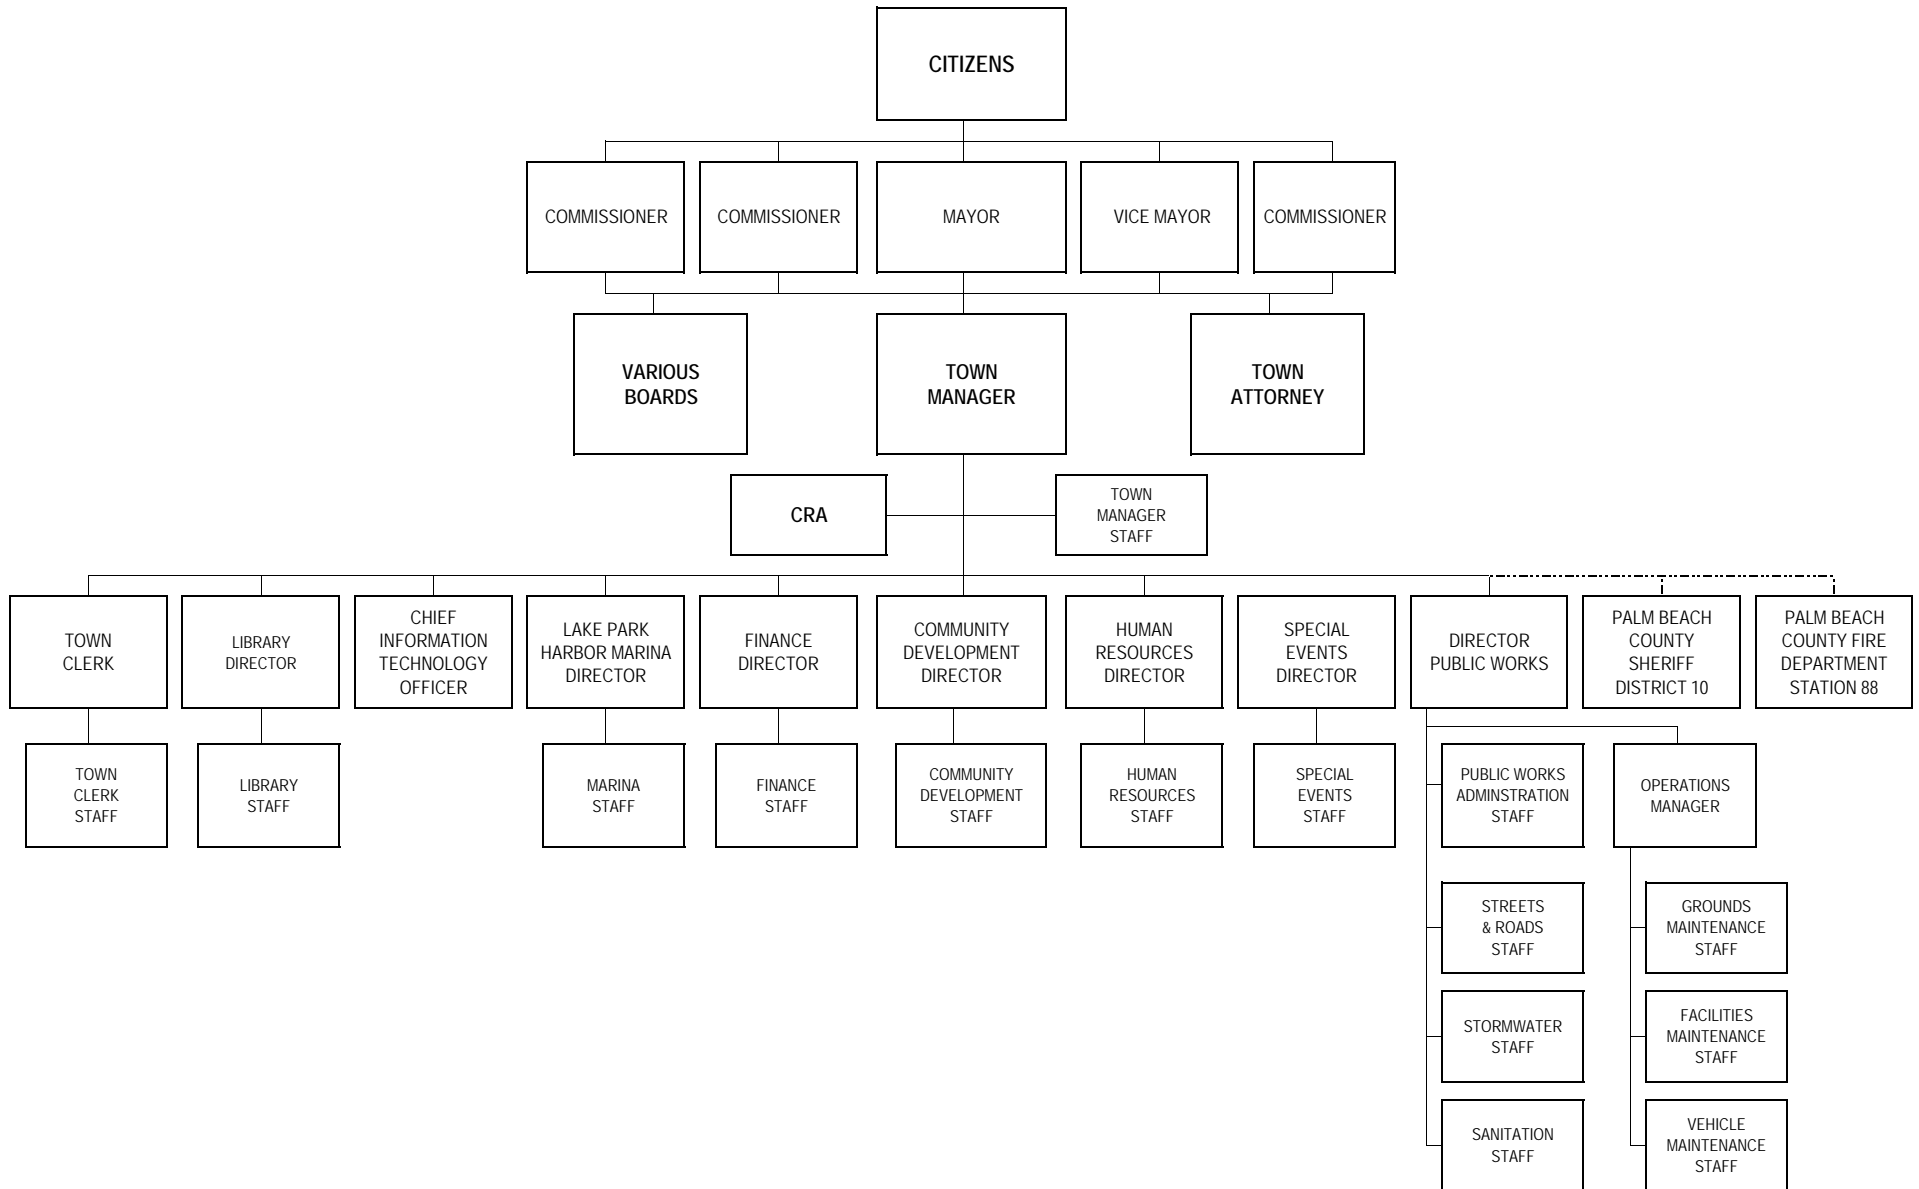 CITIZENS
COMMISSIONER
COMMISSIONER
MAYOR
VICE MAYOR
COMMISSIONER
VARIOUS
BOARDS
TOWN
MANAGER
TOWN
ATTORNEY
CRA
TOWN
MANAGER
STAFF
TOWN
CLERK
LIBRARY
DIRECTOR
CHIEF
INFORMATION
TECHNOLOGY
OFFICER
LAKE PARK
HARBOR MARINA
DIRECTOR
FINANCE
DIRECTOR
COMMUNITY
DEVELOPMENT
DIRECTOR
HUMAN
RESOURCES
DIRECTOR
SPECIAL
EVENTS
DIRECTOR
DIRECTOR
PUBLIC WORKS
PALM BEACH
COUNTY
SHERIFF
DISTRICT 10
PALM BEACH
COUNTY FIRE
DEPARTMENT
STATION 88
TOWN
CLERK
STAFF
LIBRARY
STAFF
MARINA
STAFF
FINANCE
STAFF
COMMUNITY
DEVELOPMENT
STAFF
HUMAN
RESOURCES
STAFF
SPECIAL
EVENTS
STAFF
PUBLIC WORKS
ADMINSTRATION
STAFF
OPERATIONS
MANAGER
STREETS
& ROADS
STAFF
GROUNDS
MAINTENANCE
STAFF
STORMWATER
STAFF
FACILITIES
MAINTENANCE
STAFF
SANITATION
STAFF
VEHICLE
MAINTENANCE
STAFF